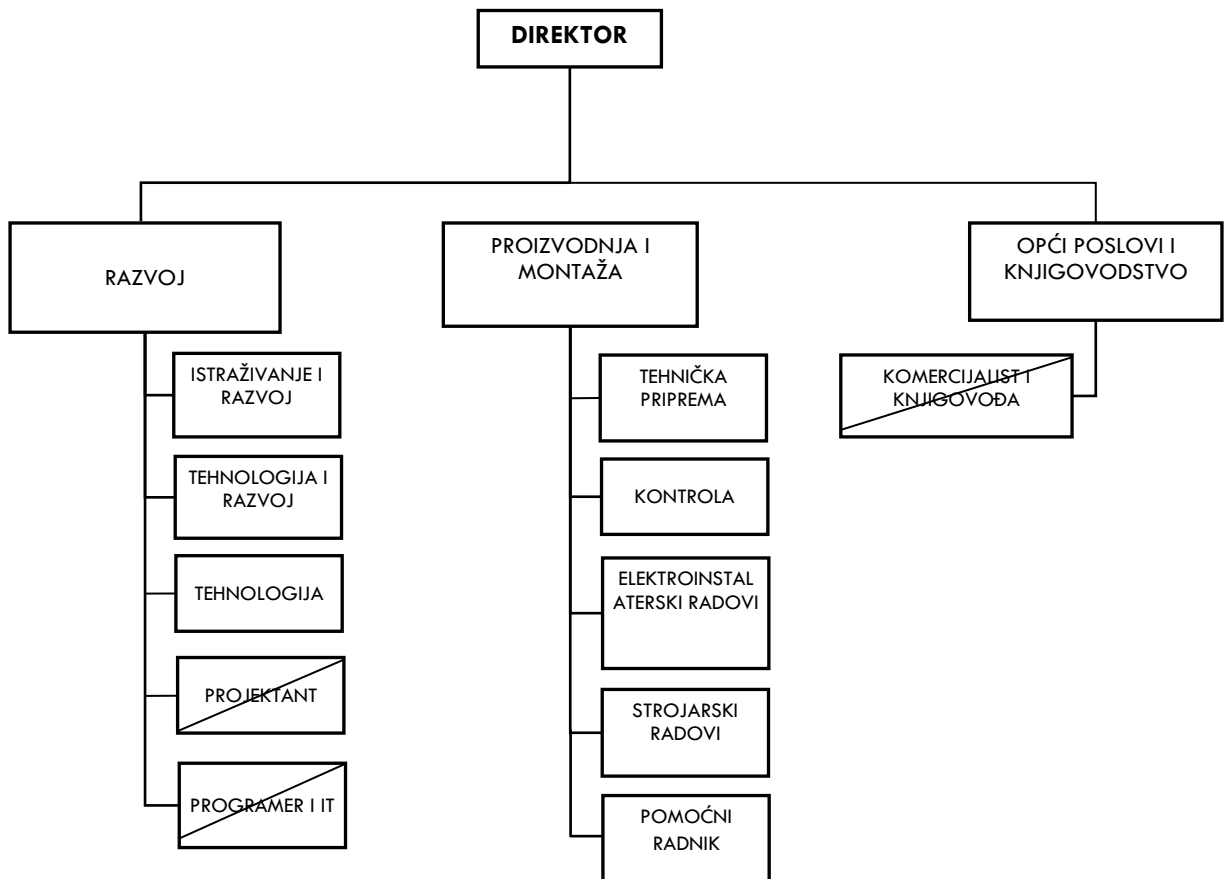 DIREKTOR
RAZVOJ
PROIZVODNJA I
MONTAŽA
OPĆI POSLOVI I
KNJIGOVODSTVO
ISTRAŽIVANJE I
RAZVOJ
TEHNOLOGIJA I
RAZVOJ
TEHNOLOGIJA
PROJEKTANT
PROGRAMER I IT
TEHNIČKA
PRIPREMA
KONTROLA
ELEKTROINSTAL
ATERSKI RADOVI
STROJARSKI
RADOVI
POMOĆNI
RADNIK
KOMERCIJALIST I
KNJIGOVOĐA